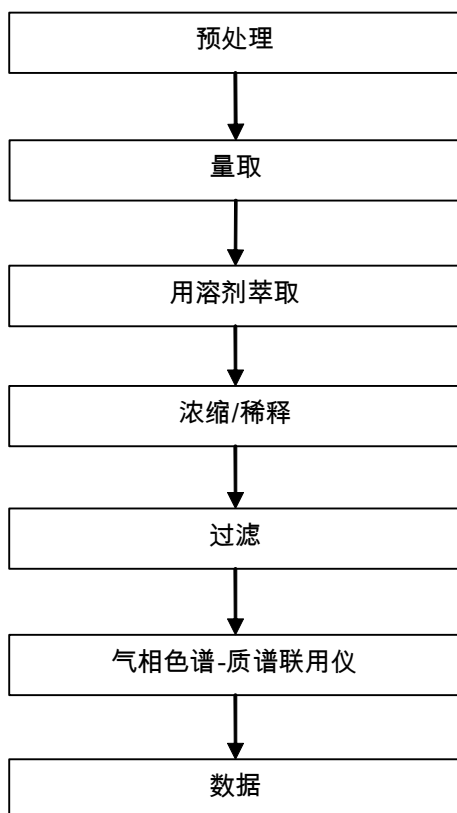 预处理
量取
用溶剂萃取
浓缩/稀释
过滤
气相色谱-质谱联用仪
数据